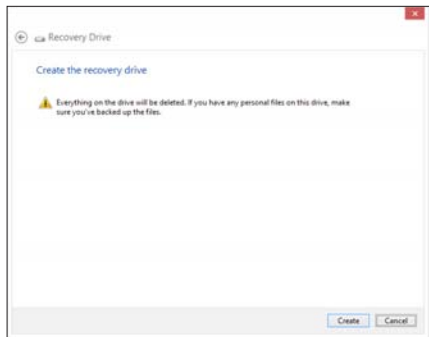 Recovery Drive
Create the recovery drive
Everything on the drive will be deleted. If you have any personal files on this drive, make
sure you've backed up the files.
Create Cancel